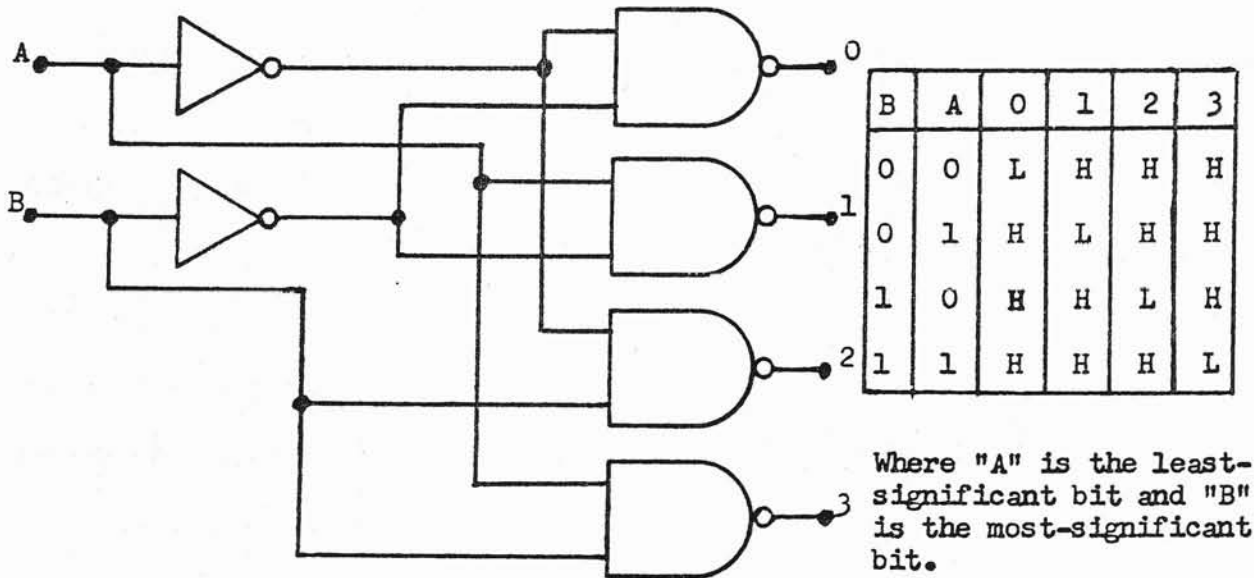 A
B
0
1
2
3
B A 0 1 2 3
0 0 L H H H
0 1 H L H H
1 0 H H L H
1 1 H H H L
Where "A" is the least-
significant bit and "B"
is the most-significant
bit.